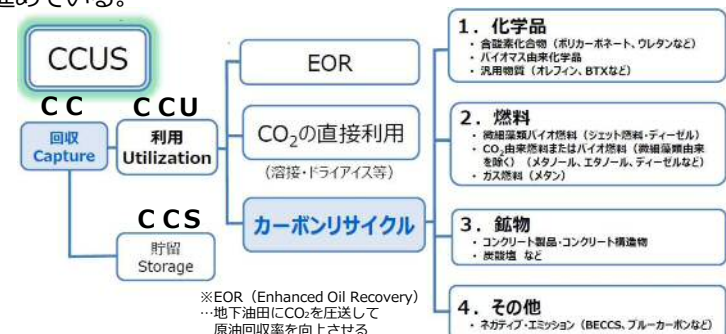 進めている。
CCUS
CC
CCU
回収
Capture
利用
Utilization
CCS
貯留
Storage
EOR
CO₂の直接利用
(溶接・ドライアイス等)
カーボンリサイクル
※EOR(Enhanced Oil Recovery)
…地下油田にCO₂を圧送して
原油回収率を向上させる
1.化学品
・含酸素化合物(ポリカーボネート、ウレタンなど)
・バイオマス由来化学品
・汎用物質(オレフィン、BTXなど)
2.燃料
・微細藻類バイオ燃料(ジェット燃料・ディーゼル)
・CO₂由来燃料またはバイオ燃料(微細藻類由来
を除く)(メタノール、エタノール、ディーゼルなど)
・ガス燃料(メタン)
3.鉱物
・コンクリート製品・コンクリート構造物
・炭酸塩 など
4.その他
・ネガティブ・エミッション(BECCS、ブルーカーボンなど)